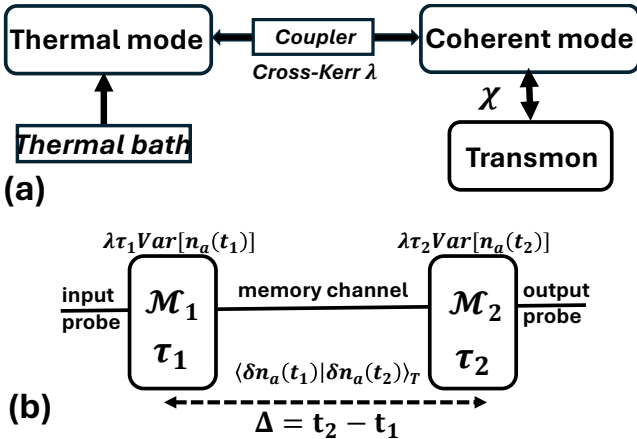 Thermal mode
Coupler
Cross-Kerr λ
Coherent mode
χ
Thermal bath
Transmon
(a)
λτ₁Var[nₐ(t₁)]
λτ₂Var[nₐ(t₂)]
input
probe
ℳ₁
τ₁
memory channel
ℳ₂
τ₂
output
probe
⟨δnₐ(t₁)|δnₐ(t₂)⟩_T
Δ = t₂ − t₁
(b)